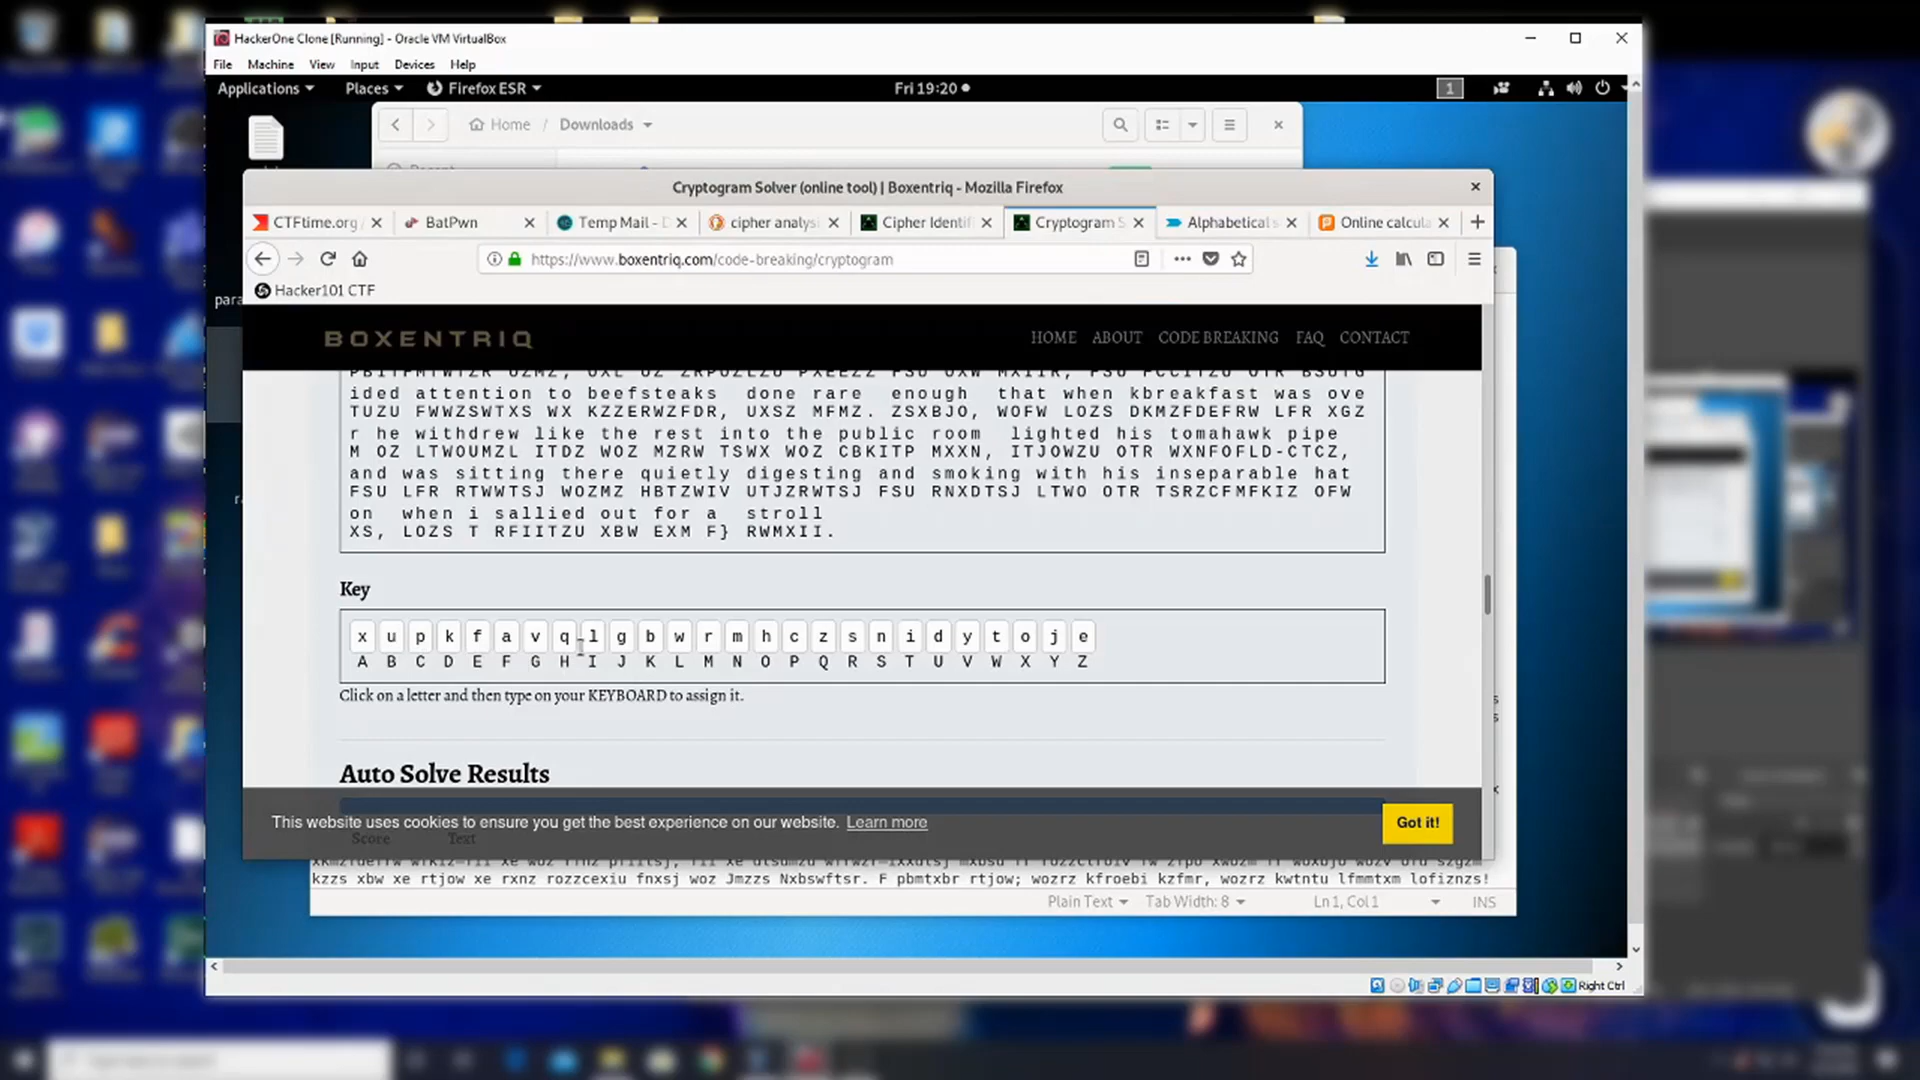 HackerOne Clone [Running] - Oracle VM VirtualBox
File Machine View Input Devices Help
Applications Places Firefox ESR Fri 19:20 1
Home / Downloads
Cryptogram Solver (online tool) | Boxentriq - Mozilla Firefox
CTFtime.org / BatPwn Temp Mail - D cipher analysi Cipher Identifi Cryptogram S Alphabetical s Online calcula
https://www.boxentriq.com/code-breaking/cryptogram
Hacker101 CTF
BOXENTRIQ HOME ABOUT CODE BREAKING FAQ CONTACT
ided attention to beefsteaks done rare enough that when kbreakfast was ove
TUZU FWWZSWTXS WX KZZERWZFDR, UXSZ MFMZ. ZSXBJO, WOFW LOZS DKMZFDEFRW LFR XGZ
r he withdrew like the rest into the public room lighted his tomahawk pipe
M OZ LTWOUMZL ITDZ WOZ MZRW TSWX WOZ CBKITP MXXN, ITJOWZU OTR WXNFOFLD-CTCZ,
and was sitting there quietly digesting and smoking with his inseparable hat
FSU LFR RTWWTSJ WOZMZ HBTZWIV UTJZRWTSJ FSU RNXDTSJ LTWO OTR TSRZCFMFKIZ OFW
on when i sallied out for a stroll
XS, LOZS T RFIITZU XBW EXM F} RWMXII.
Key
x u p k f a v q l g b w r m h c z s n i d y t o j e
A B C D E F G H I J K L M N O P Q R S T U V W X Y Z
Click on a letter and then type on your KEYBOARD to assign it.
Auto Solve Results
This website uses cookies to ensure you get the best experience on our website. Learn more Got it!
Score Text
kzzs xbw xe rtjow xe rxnz rozzcexiu fnxsj woz Jmzzs Nxbswftsr. F pbmtxbr rtjow; wozrz kfroebi kzfmr, wozrz kwtntu lfmmtxm lofiznzs!
Plain Text Tab Width: 8 Ln 1, Col 1 INS
Right Ctrl